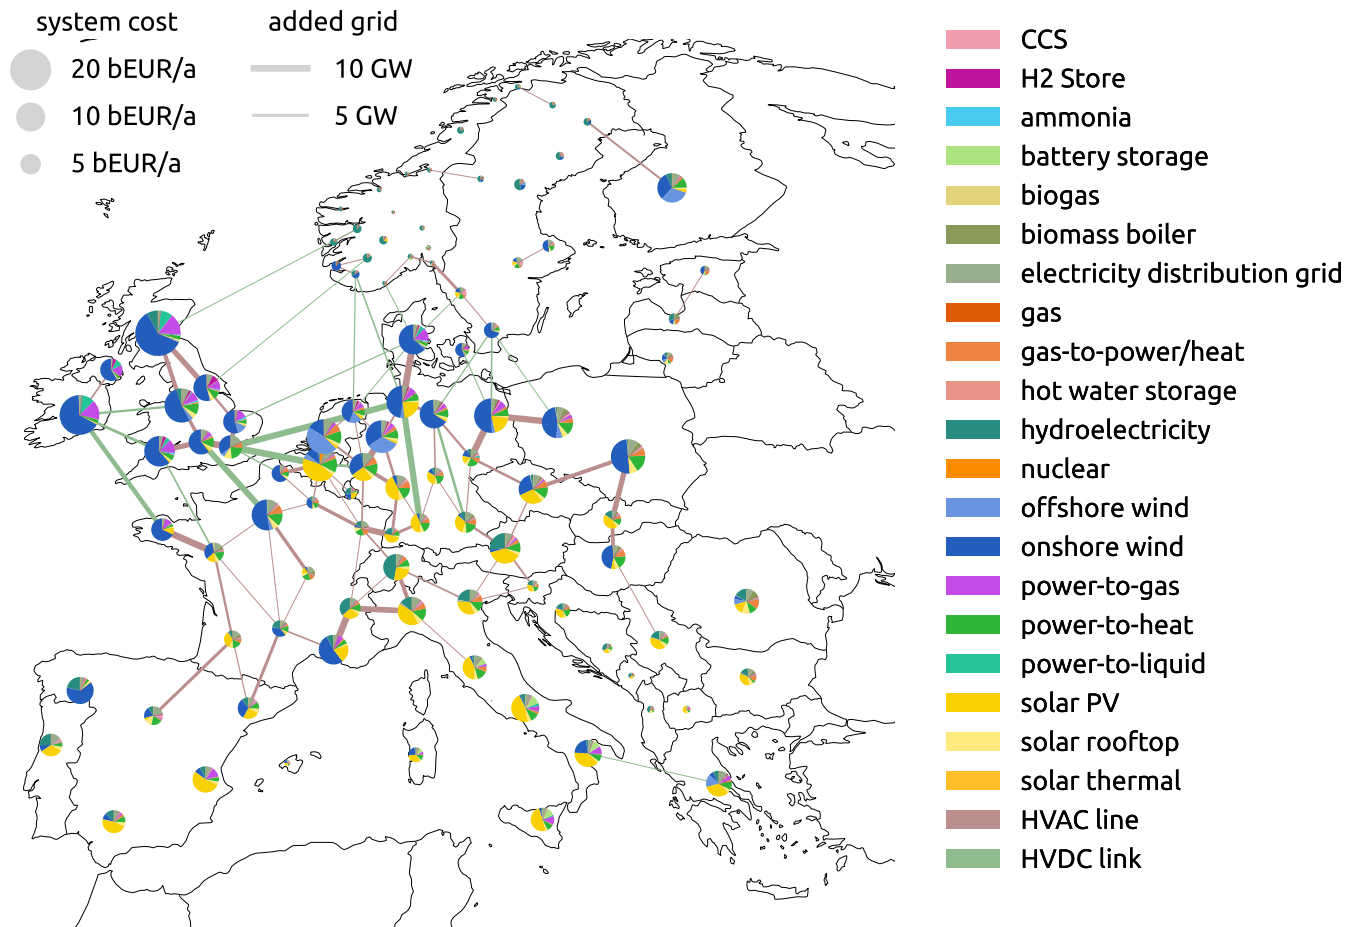 system cost
20 bEUR/a
10 bEUR/a
5 bEUR/a
added grid
10 GW
5 GW
CCS
H2 Store
ammonia
battery storage
biogas
biomass boiler
electricity distribution grid
gas
gas-to-power/heat
hot water storage
hydroelectricity
nuclear
offshore wind
onshore wind
power-to-gas
power-to-heat
power-to-liquid
solar PV
solar rooftop
solar thermal
HVAC line
HVDC link